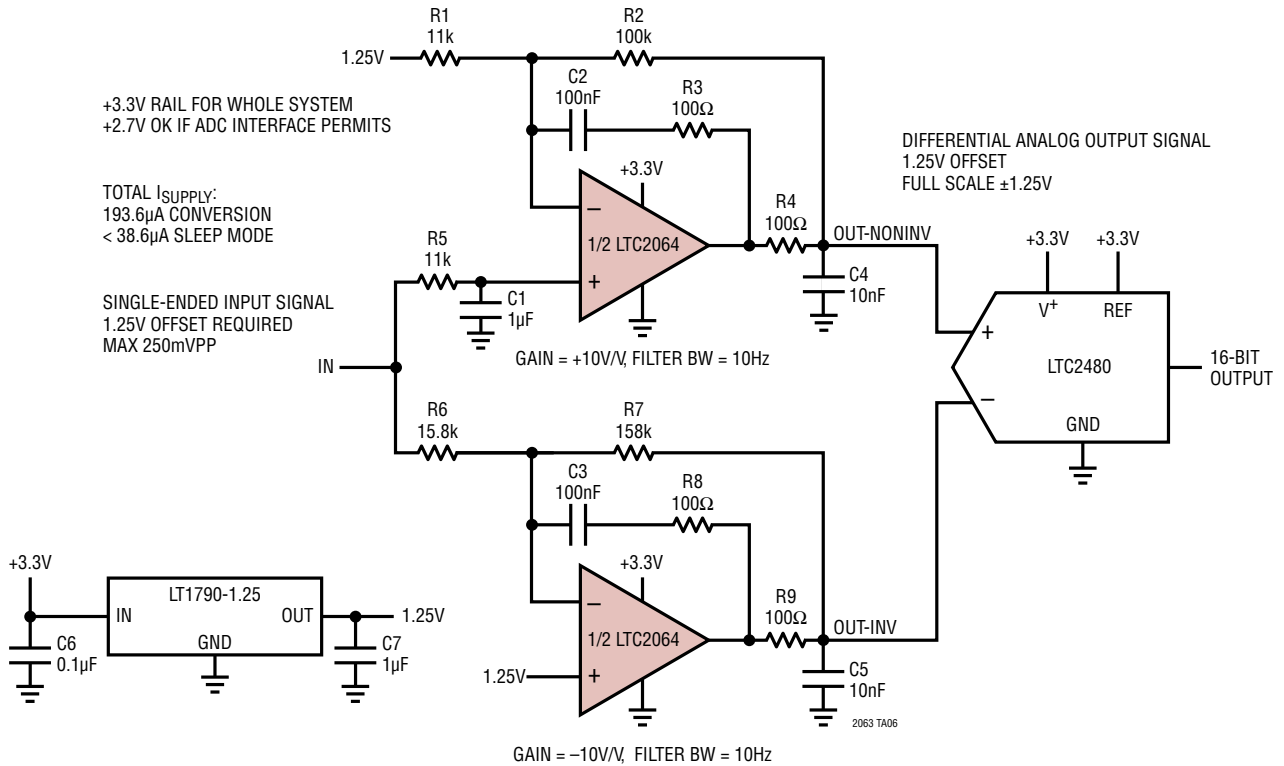 R1
11k
1.25V
R2
100k
C2
100nF
R3
100Ω
+3.3V RAIL FOR WHOLE SYSTEM
+2.7V OK IF ADC INTERFACE PERMITS
TOTAL ISUPPLY:
193.6µA CONVERSION
< 38.6µA SLEEP MODE
SINGLE-ENDED INPUT SIGNAL
1.25V OFFSET REQUIRED
MAX 250mVPP
+3.3V
–
1/2 LTC2064
+
R4
100Ω
OUT-NONINV
C4
10nF
R5
11k
C1
1µF
GAIN = +10V/V, FILTER BW = 10Hz
IN
DIFFERENTIAL ANALOG OUTPUT SIGNAL
1.25V OFFSET
FULL SCALE ±1.25V
+3.3V
+3.3V
V+
REF
+
LTC2480
–
GND
16-BIT
OUTPUT
R6
15.8k
R7
158k
C3
100nF
R8
100Ω
+3.3V
–
1/2 LTC2064
+
1.25V
R9
100Ω
OUT-INV
C5
10nF
2063 TA06
+3.3V
LT1790-1.25
IN
OUT
GND
1.25V
C6
0.1µF
C7
1µF
GAIN = –10V/V, FILTER BW = 10Hz